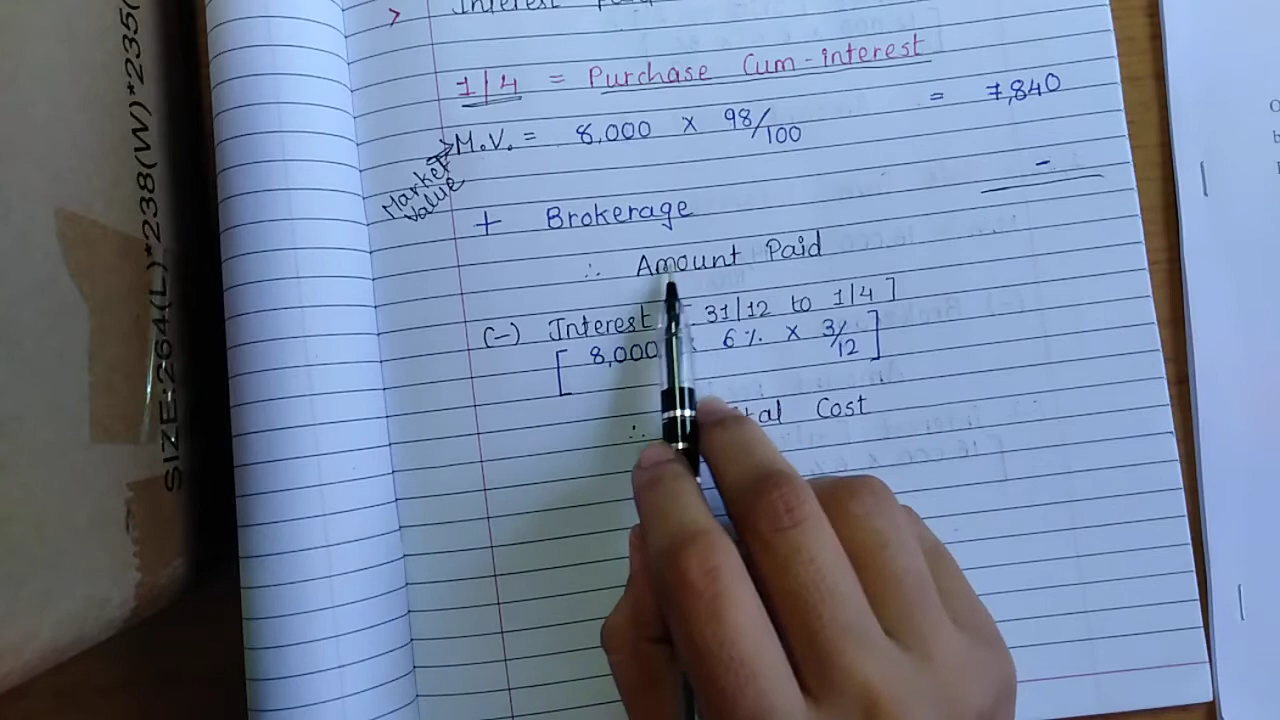 > Interest
1/4 = Purchase Cum-interest
M.V. = 8,000 x 98/100 = 7,840
Market Value
-
+ Brokerage
∴ Amount Paid
(-) Interest 31/12 to 1/4 ]
[ 8,000 6% x 3/12 ]
∴ Cost
SIZE:264(L)*238(W)*235(